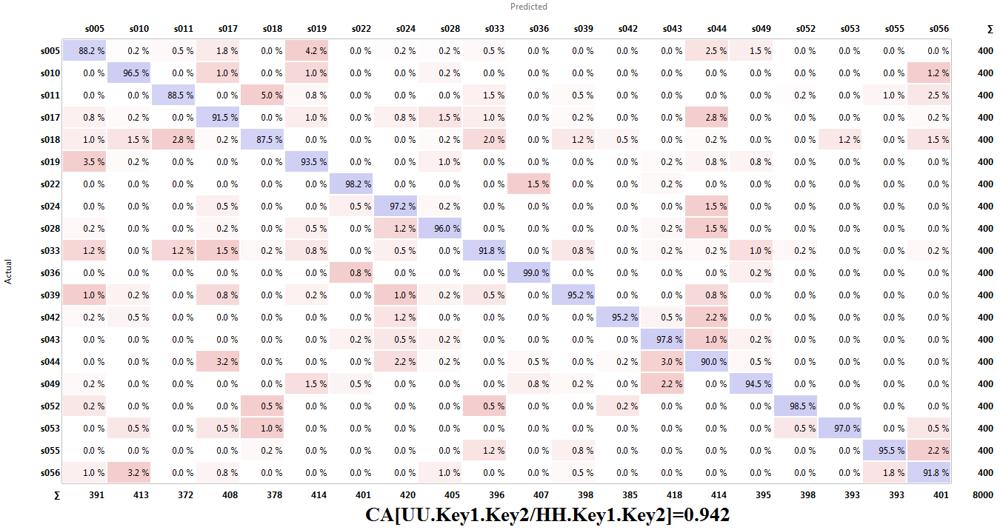 Predicted
s005 s010 s011 s017 s018 s019 s022 s024 s028 s033 s036 s039 s042 s043 s044 s049 s052 s053 s055 s056 Σ
s005 88.2 % 0.2 % 0.5 % 1.8 % 0.0 % 4.2 % 0.0 % 0.2 % 0.2 % 0.5 % 0.0 % 0.0 % 0.0 % 0.0 % 2.5 % 1.5 % 0.0 % 0.0 % 0.0 % 0.0 % 400
s010 0.0 % 96.5 % 0.0 % 1.0 % 0.0 % 1.0 % 0.0 % 0.0 % 0.2 % 0.0 % 0.0 % 0.0 % 0.0 % 0.0 % 0.0 % 0.0 % 0.0 % 0.0 % 0.0 % 1.2 % 400
s011 0.0 % 0.0 % 88.5 % 0.0 % 5.0 % 0.8 % 0.0 % 0.0 % 0.0 % 1.5 % 0.0 % 0.5 % 0.0 % 0.0 % 0.0 % 0.0 % 0.2 % 0.0 % 1.0 % 2.5 % 400
s017 0.8 % 0.2 % 0.0 % 91.5 % 0.0 % 1.0 % 0.0 % 0.8 % 1.5 % 1.0 % 0.0 % 0.2 % 0.0 % 0.0 % 2.8 % 0.0 % 0.0 % 0.0 % 0.0 % 0.2 % 400
s018 1.0 % 1.5 % 2.8 % 0.2 % 87.5 % 0.0 % 0.0 % 0.0 % 0.2 % 2.0 % 0.0 % 1.2 % 0.5 % 0.0 % 0.2 % 0.0 % 0.0 % 1.2 % 0.0 % 1.5 % 400
s019 3.5 % 0.2 % 0.0 % 0.0 % 0.0 % 93.5 % 0.0 % 0.0 % 1.0 % 0.0 % 0.0 % 0.0 % 0.0 % 0.2 % 0.8 % 0.8 % 0.0 % 0.0 % 0.0 % 0.0 % 400
s022 0.0 % 0.0 % 0.0 % 0.0 % 0.0 % 0.0 % 98.2 % 0.0 % 0.0 % 0.0 % 1.5 % 0.0 % 0.0 % 0.2 % 0.0 % 0.0 % 0.0 % 0.0 % 0.0 % 0.0 % 400
s024 0.0 % 0.0 % 0.0 % 0.5 % 0.0 % 0.0 % 0.5 % 97.2 % 0.2 % 0.0 % 0.0 % 0.0 % 0.0 % 0.0 % 1.5 % 0.0 % 0.0 % 0.0 % 0.0 % 0.0 % 400
s028 0.2 % 0.0 % 0.0 % 0.2 % 0.0 % 0.5 % 0.0 % 1.2 % 96.0 % 0.0 % 0.0 % 0.0 % 0.0 % 0.2 % 1.5 % 0.0 % 0.0 % 0.0 % 0.0 % 0.0 % 400
s033 1.2 % 0.0 % 1.2 % 1.5 % 0.2 % 0.8 % 0.0 % 0.5 % 0.0 % 91.8 % 0.0 % 0.8 % 0.0 % 0.2 % 0.2 % 1.0 % 0.2 % 0.0 % 0.0 % 0.2 % 400
s036 0.0 % 0.0 % 0.0 % 0.0 % 0.0 % 0.0 % 0.8 % 0.0 % 0.0 % 0.0 % 99.0 % 0.0 % 0.0 % 0.0 % 0.0 % 0.2 % 0.0 % 0.0 % 0.0 % 0.0 % 400
s039 1.0 % 0.2 % 0.0 % 0.8 % 0.0 % 0.2 % 0.0 % 1.0 % 0.2 % 0.5 % 0.0 % 95.2 % 0.0 % 0.0 % 0.8 % 0.0 % 0.0 % 0.0 % 0.0 % 0.0 % 400
s042 0.2 % 0.5 % 0.0 % 0.0 % 0.0 % 0.0 % 0.0 % 1.2 % 0.0 % 0.0 % 0.0 % 0.0 % 95.2 % 0.5 % 2.2 % 0.0 % 0.0 % 0.0 % 0.0 % 0.0 % 400
s043 0.0 % 0.0 % 0.0 % 0.0 % 0.0 % 0.0 % 0.2 % 0.5 % 0.2 % 0.0 % 0.0 % 0.0 % 0.0 % 97.8 % 1.0 % 0.2 % 0.0 % 0.0 % 0.0 % 0.0 % 400
s044 0.0 % 0.0 % 0.0 % 3.2 % 0.0 % 0.0 % 0.0 % 2.2 % 0.2 % 0.0 % 0.5 % 0.0 % 0.2 % 3.0 % 90.0 % 0.5 % 0.0 % 0.0 % 0.0 % 0.0 % 400
s049 0.2 % 0.0 % 0.0 % 0.0 % 0.0 % 1.5 % 0.5 % 0.0 % 0.0 % 0.0 % 0.8 % 0.2 % 0.0 % 2.2 % 0.0 % 94.5 % 0.0 % 0.0 % 0.0 % 0.0 % 400
s052 0.2 % 0.0 % 0.0 % 0.0 % 0.5 % 0.0 % 0.0 % 0.0 % 0.0 % 0.5 % 0.0 % 0.0 % 0.2 % 0.0 % 0.0 % 0.0 % 98.5 % 0.0 % 0.0 % 0.0 % 400
s053 0.0 % 0.5 % 0.0 % 0.5 % 1.0 % 0.0 % 0.0 % 0.0 % 0.0 % 0.0 % 0.0 % 0.0 % 0.0 % 0.0 % 0.0 % 0.0 % 0.5 % 97.0 % 0.0 % 0.5 % 400
s055 0.0 % 0.0 % 0.0 % 0.0 % 0.2 % 0.0 % 0.0 % 0.0 % 0.0 % 1.2 % 0.0 % 0.8 % 0.0 % 0.0 % 0.0 % 0.0 % 0.0 % 0.0 % 95.5 % 2.2 % 400
s056 1.0 % 3.2 % 0.0 % 0.8 % 0.0 % 0.0 % 0.0 % 0.0 % 1.0 % 0.0 % 0.0 % 0.5 % 0.0 % 0.0 % 0.0 % 0.0 % 0.0 % 0.0 % 1.8 % 91.8 % 400
Σ 391 413 372 408 378 414 401 420 405 396 407 398 385 418 414 395 398 393 393 401 8000
Actual
CA[UU.Key1.Key2/HH.Key1.Key2]=0.942